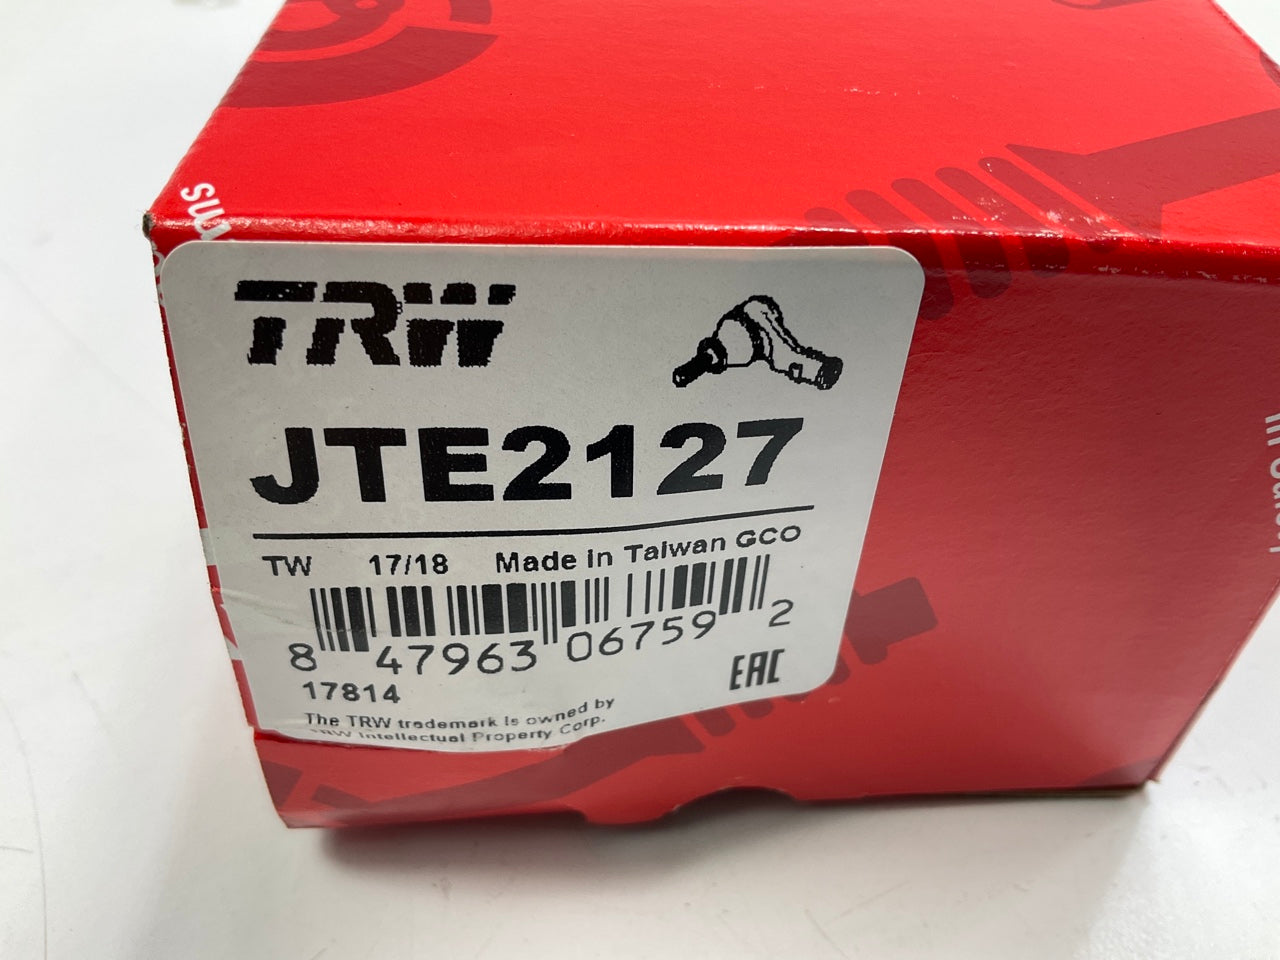 TRW
JTE2127
TW 17/18 Made in Taiwan GCO
8 47963 06759 2
17814
EAC
The TRW trademark is owned by
TRW Intellectual Property Corp.